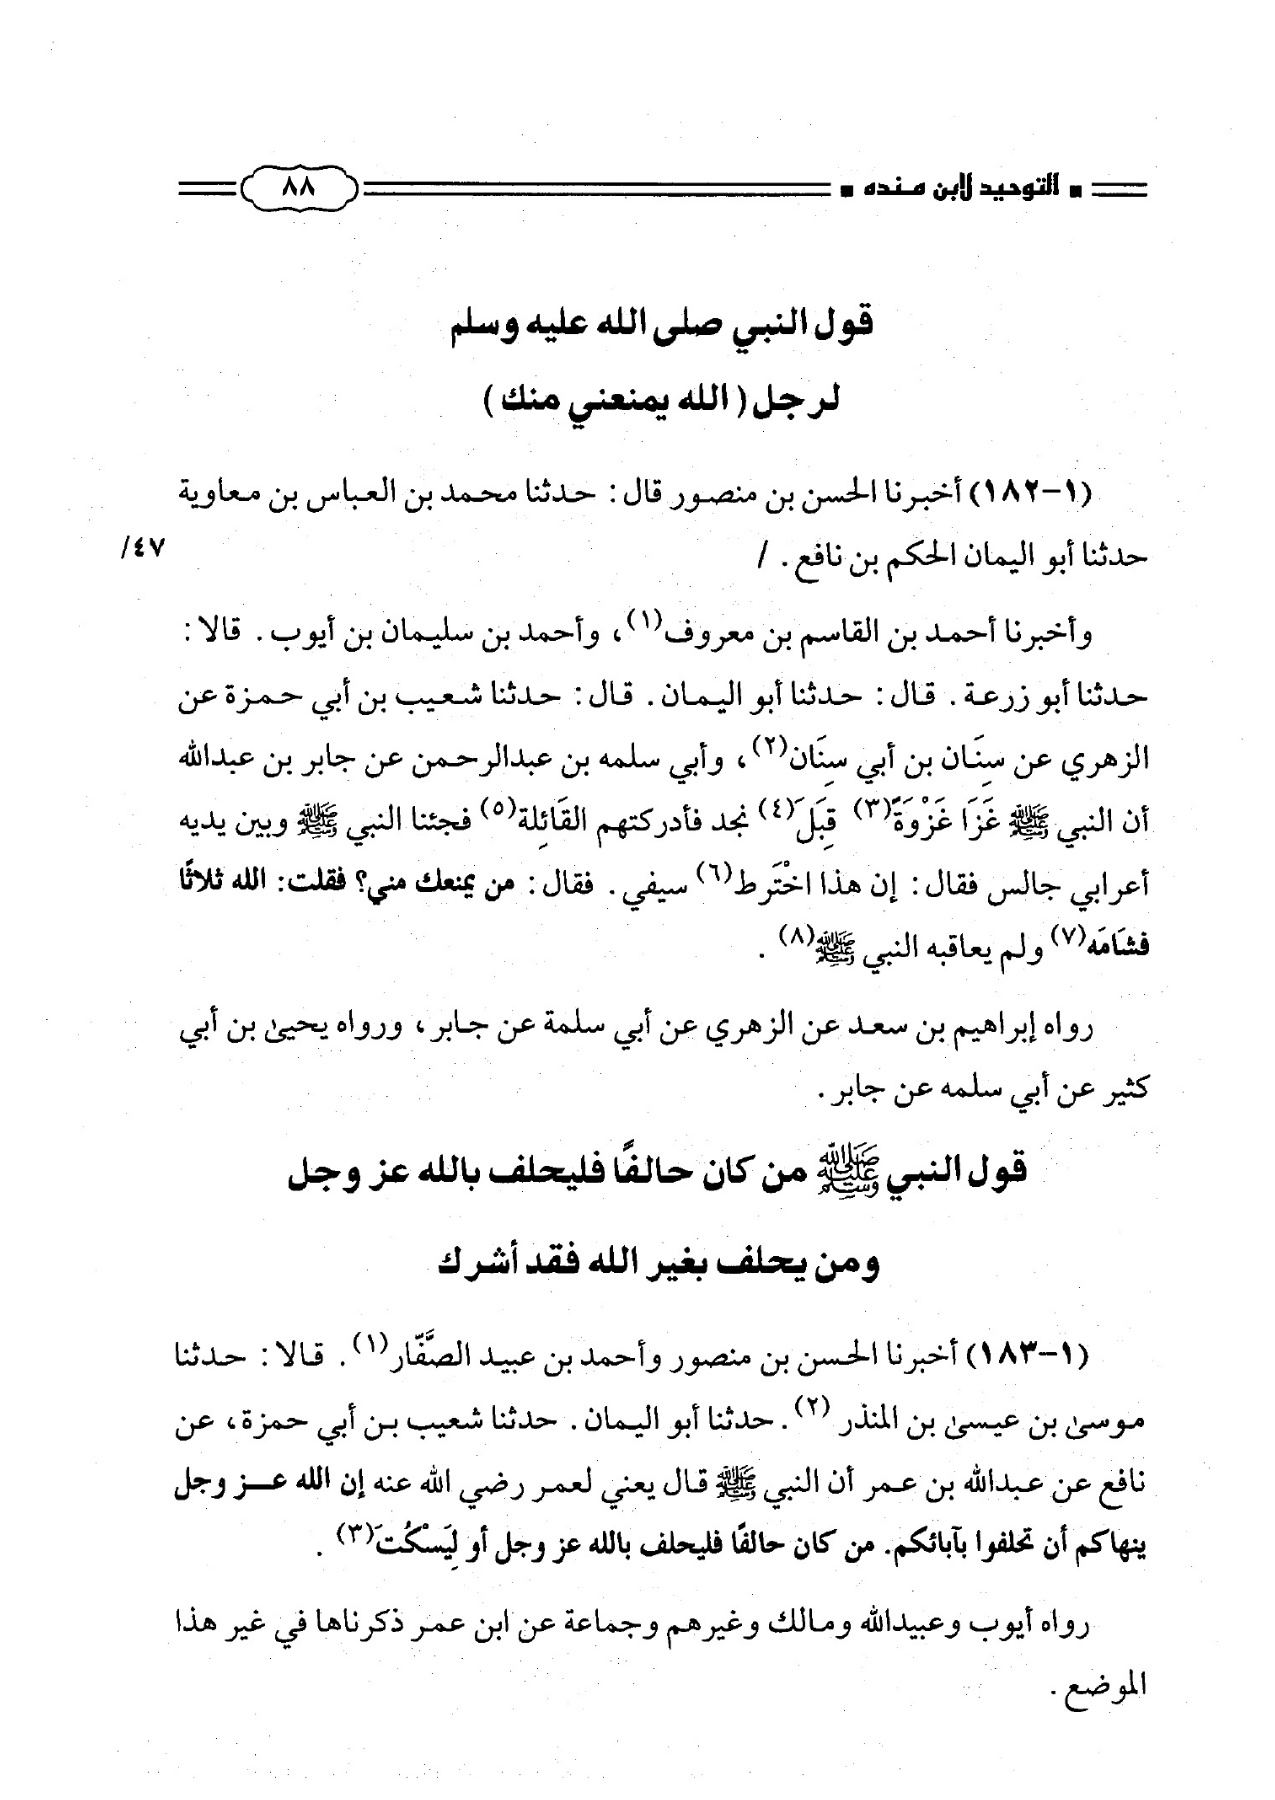 التوحيد لابن منده
٨٨
قول النبي صلى الله عليه وسلم
لرجل (الله يمنعني منك)
(١-١٨٢) أخبرنا الحسن بن منصور قال: حدثنا محمد بن العباس بن معاوية
حدثنا أبو اليمان الحكم بن نافع. /
٤٧/
وأخبرنا أحمد بن القاسم بن معروف(١)، وأحمد بن سليمان بن أيوب. قالا:
حدثنا أبو زرعة. قال: حدثنا أبو اليمان. قال: حدثنا شعيب بن أبي حمزة عن
الزهري عن سِنَان بن أبي سِنَان(٢)، وأبي سلمه بن عبدالرحمن عن جابر بن عبدالله
أن النبي ﷺ غَزَا غَزْوَةً(٣) قِبَلَ(٤) نجد فأدركتهم القَائِلة(٥) فجئنا النبي ﷺ وبين يديه
أعرابي جالس فقال: إن هذا اخْتَرط(٦) سيفي. فقال: من يمنعك مني؟ فقلت: الله ثلاثًا
فشَامَه(٧) ولم يعاقبه النبي ﷺ(٨).
رواه إبراهيم بن سعد عن الزهري عن أبي سلمة عن جابر، ورواه يحيىٰ بن أبي
كثير عن أبي سلمه عن جابر.
قول النبي ﷺ من كان حالفًا فليحلف بالله عز وجل
ومن يحلف بغير الله فقد أشرك
(١-١٨٣) أخبرنا الحسن بن منصور وأحمد بن عبيد الصَّفّار(١). قالا: حدثنا
موسىٰ بن عيسىٰ بن المنذر(٢). حدثنا أبو اليمان. حدثنا شعيب بن أبي حمزة، عن
نافع عن عبدالله بن عمر أن النبي ﷺ قال يعني لعمر رضي الله عنه إن الله عز وجل
ينهاكم أن تحلفوا بآبائكم. من كان حالفًا فليحلف بالله عز وجل أو لِيَسْكُتَ(٣).
رواه أيوب وعبيدالله ومالك وغيرهم وجماعة عن ابن عمر ذكرناها في غير هذا
الموضع.